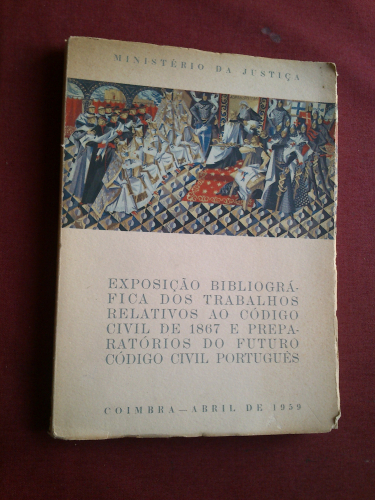 MINISTÉRIO DA JUSTIÇA
EXPOSIÇÃO BIBLIOGRÁ-
FICA DOS TRABALHOS
RELATIVOS AO CÓDIGO
CIVIL DE 1867 E PREPA-
RATÓRIOS DO FUTURO
CÓDIGO CIVIL PORTUGUÊS
COIMBRA — ABRIL DE 1959